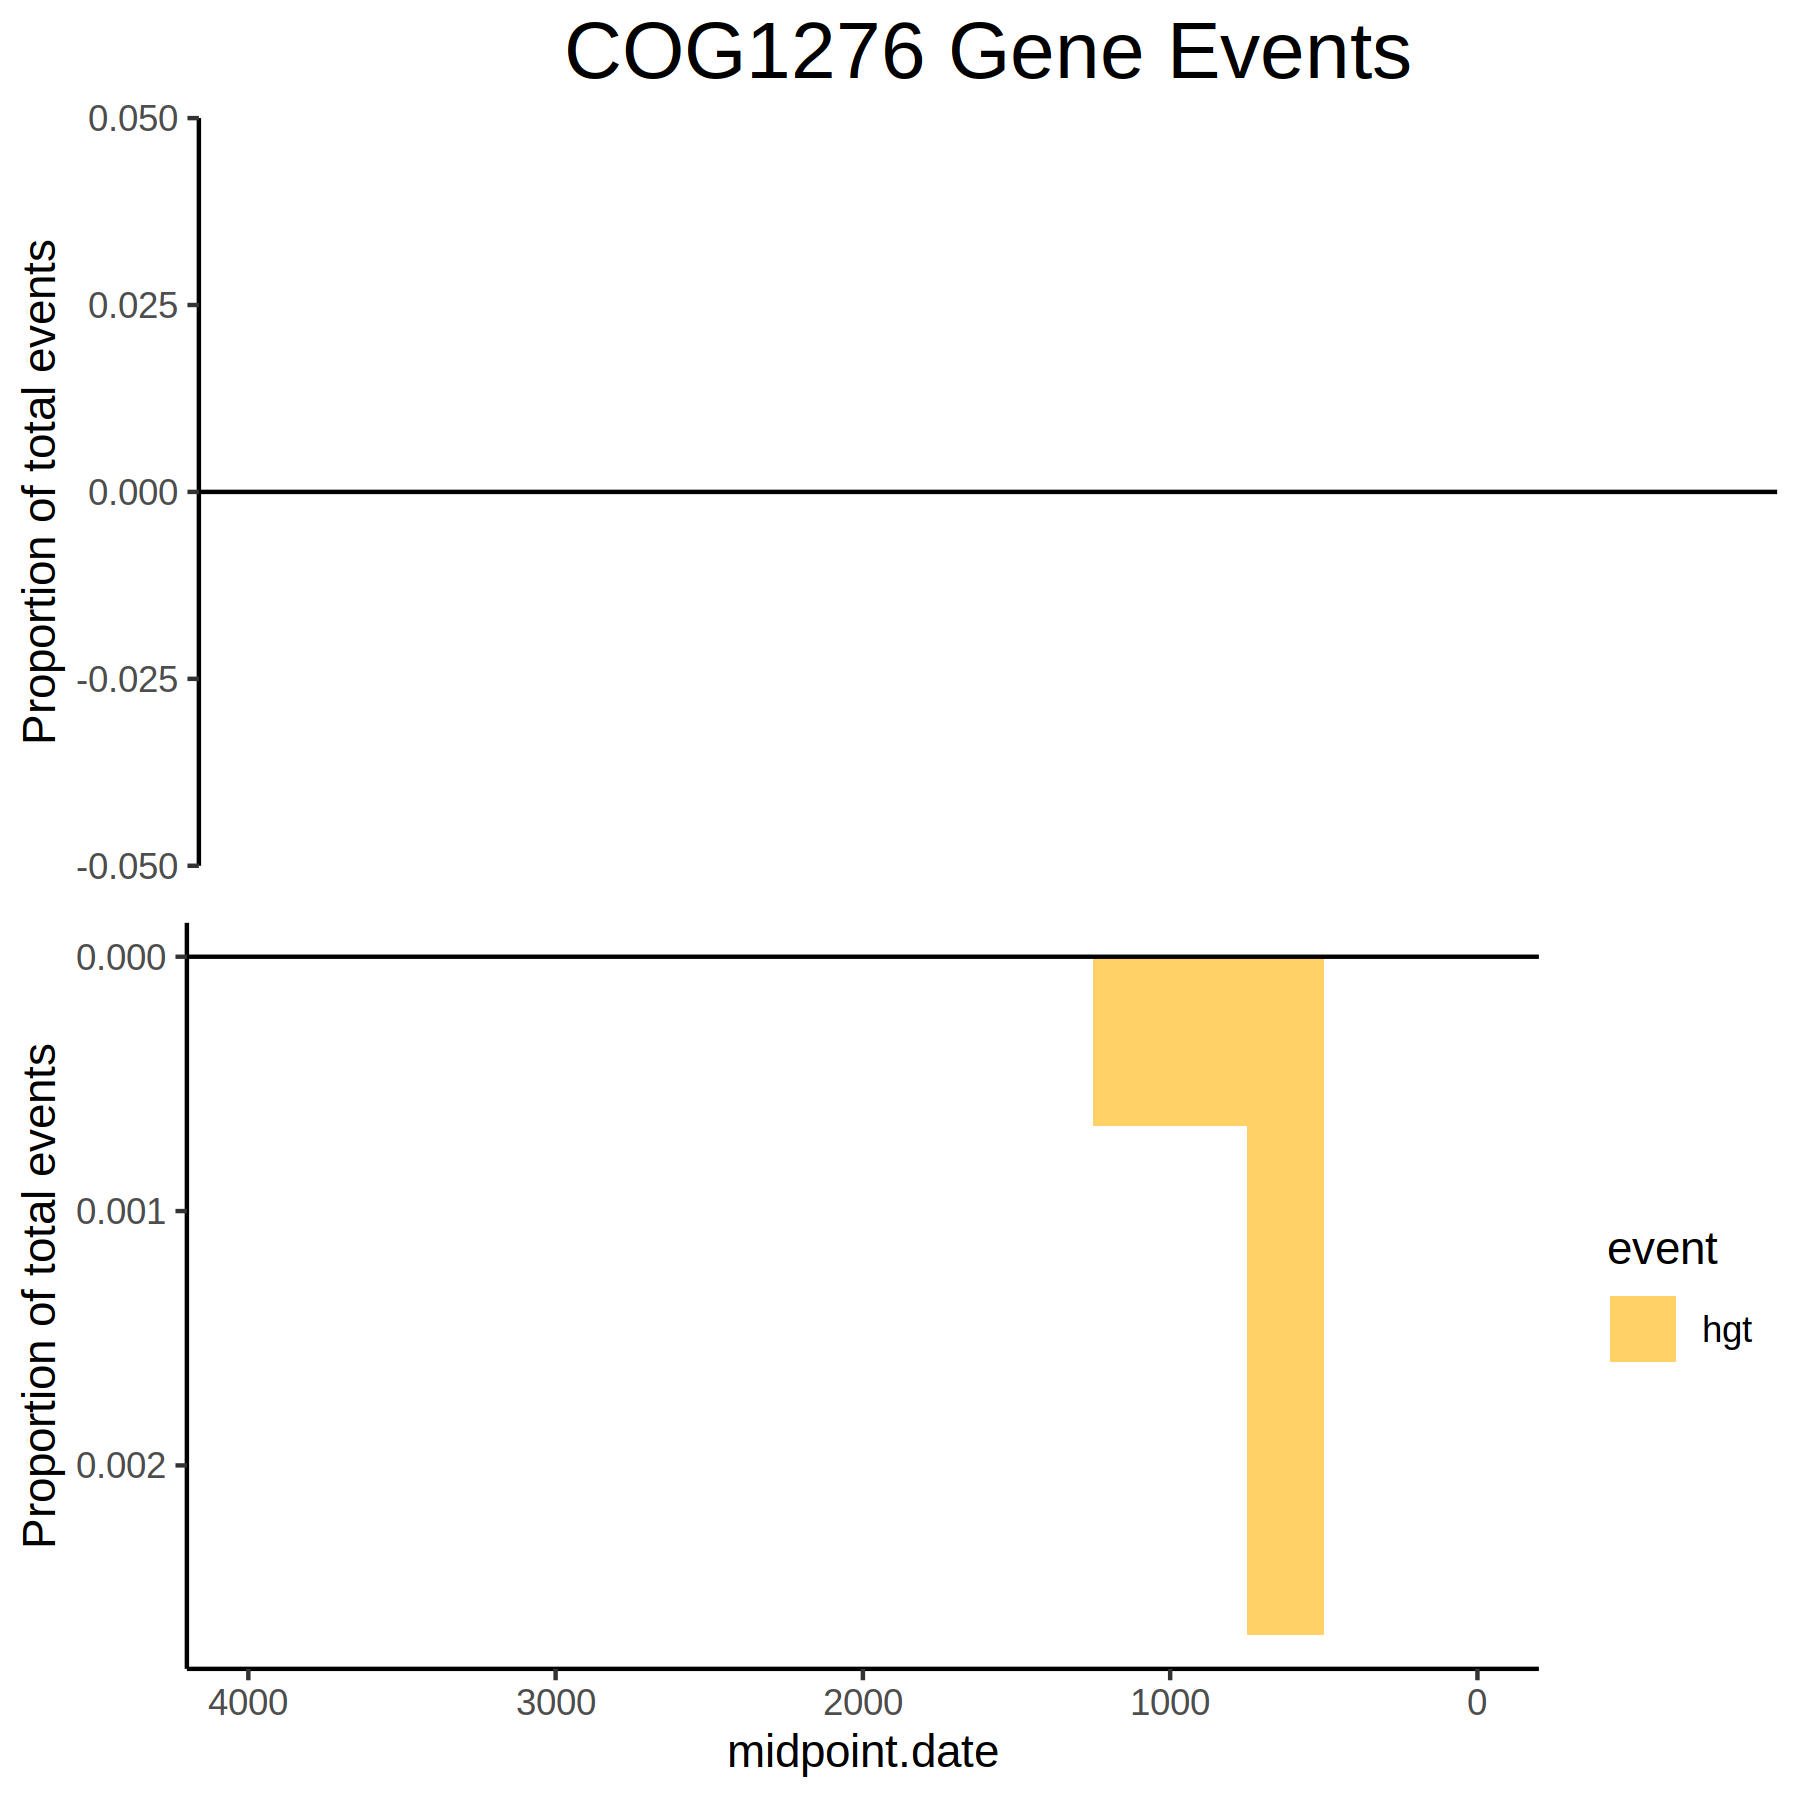 COG1276 Gene Events
Proportion of total events
0.050
0.025
0.000
-0.025
-0.050
Proportion of total events
0.000
0.001
0.002
4000 3000 2000 1000 0
midpoint.date
event
hgt